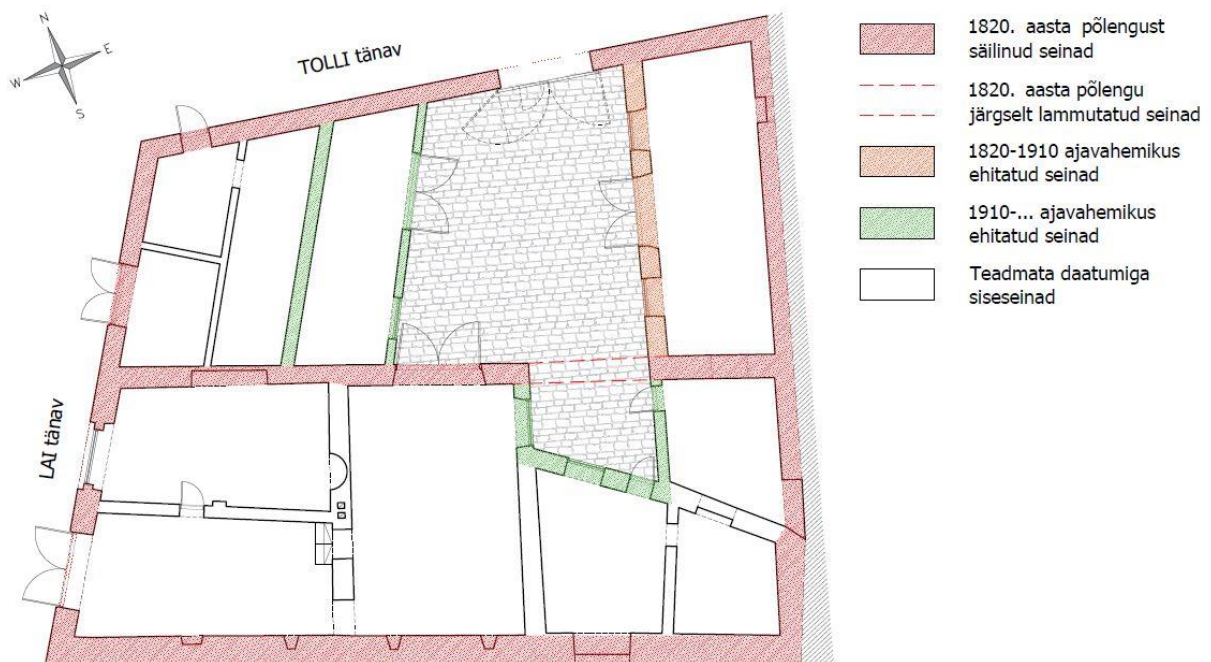 N
E
W
S
TOLLI tänav
LAI tänav
1820. aasta põlengust
säilinud seinad
1820. aasta põlengu
järgselt lammutatud seinad
1820-1910 ajavahemikus
ehitatud seinad
1910-... ajavahemikus
ehitatud seinad
Teadmata daatumiga
siseseinad